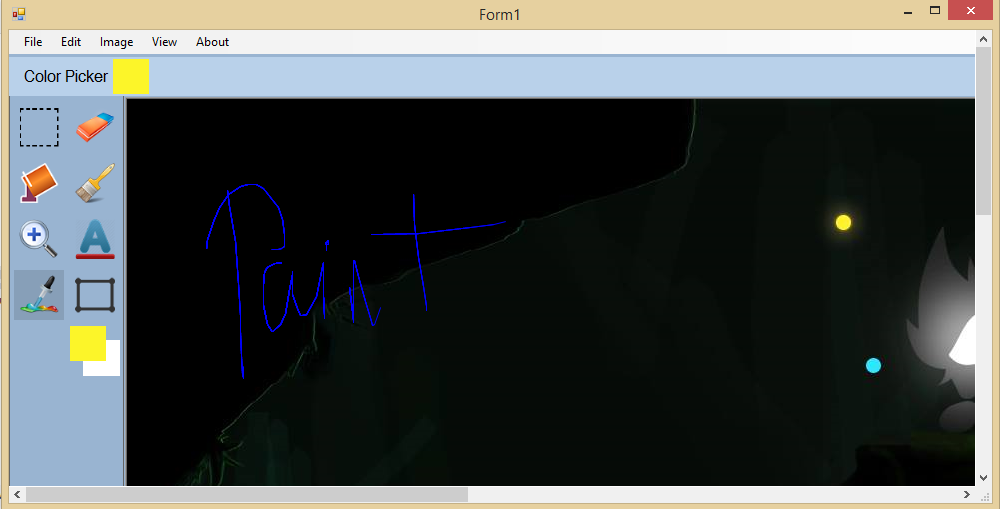 Form1
File Edit Image View About
Color Picker
A
Paint